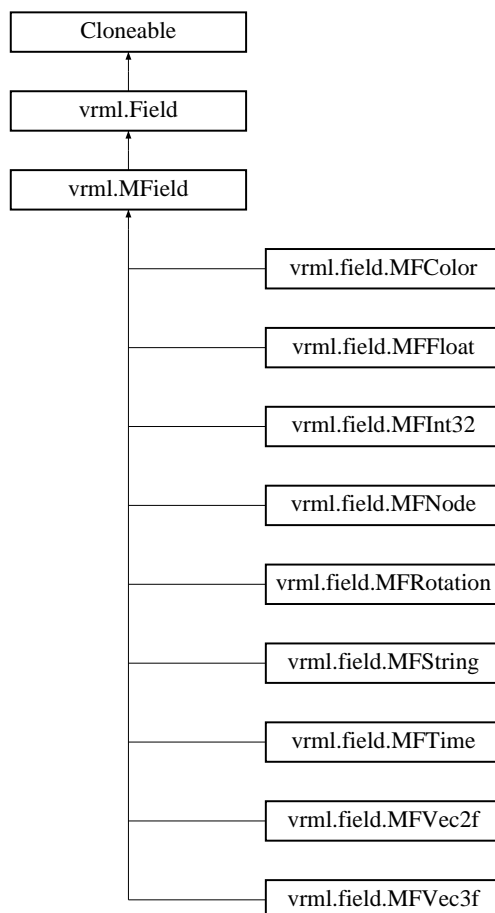 Cloneable
vrml.Field
vrml.MField
vrml.field.MFColor
vrml.field.MFFloat
vrml.field.MFInt32
vrml.field.MFNode
vrml.field.MFRotation
vrml.field.MFString
vrml.field.MFTime
vrml.field.MFVec2f
vrml.field.MFVec3f